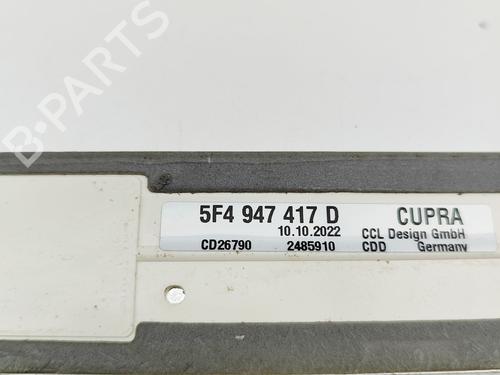 B-PARTS
5F4 947 417 D CUPRA
10.10.2022 CCL Design GmbH
CD26790 2485910 CDD Germany